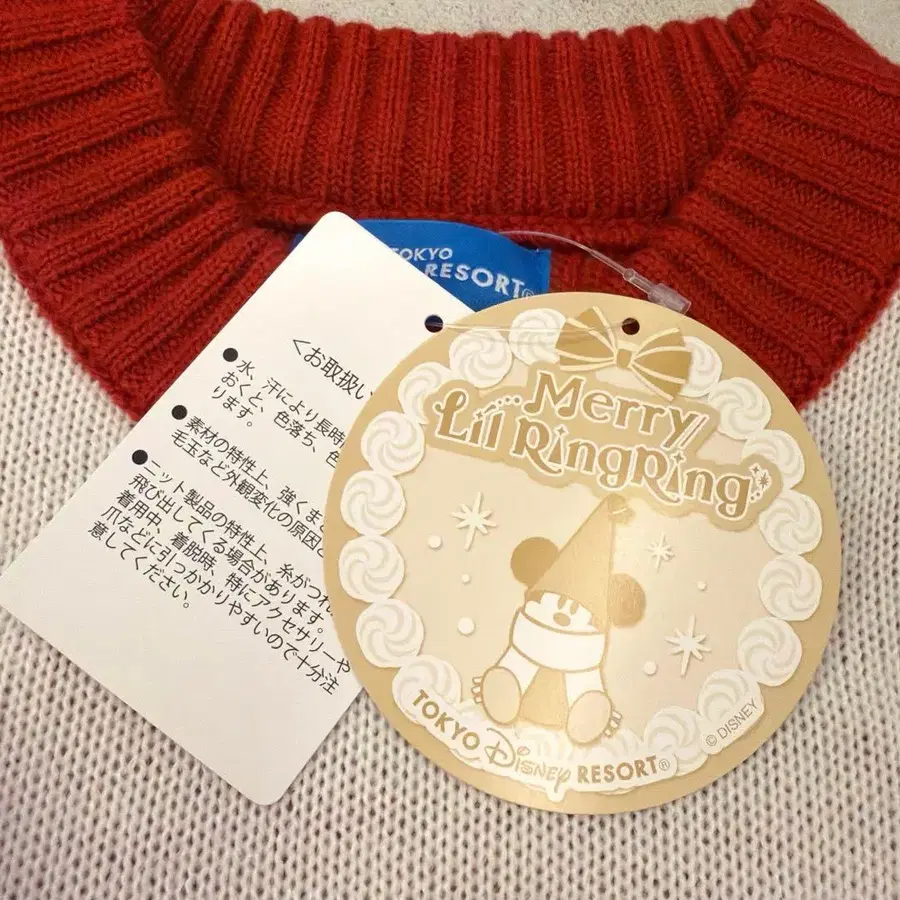 TOKYO
RESORT®
<お取扱い
●水、汗により長時
おくと、色落ち、色
ります。
●素材の特性上、強くま
毛玉など外観変化の原因と
●ニット製品の特性上、糸がつれ
飛び出してくる場合があります。
着用中、着脱時、特にアクセサリーや
爪などに引っかかりやすいので十分注
意してください。
Merry
Lil RingRing
TOKYO Disney RESORT®
© DISNEY